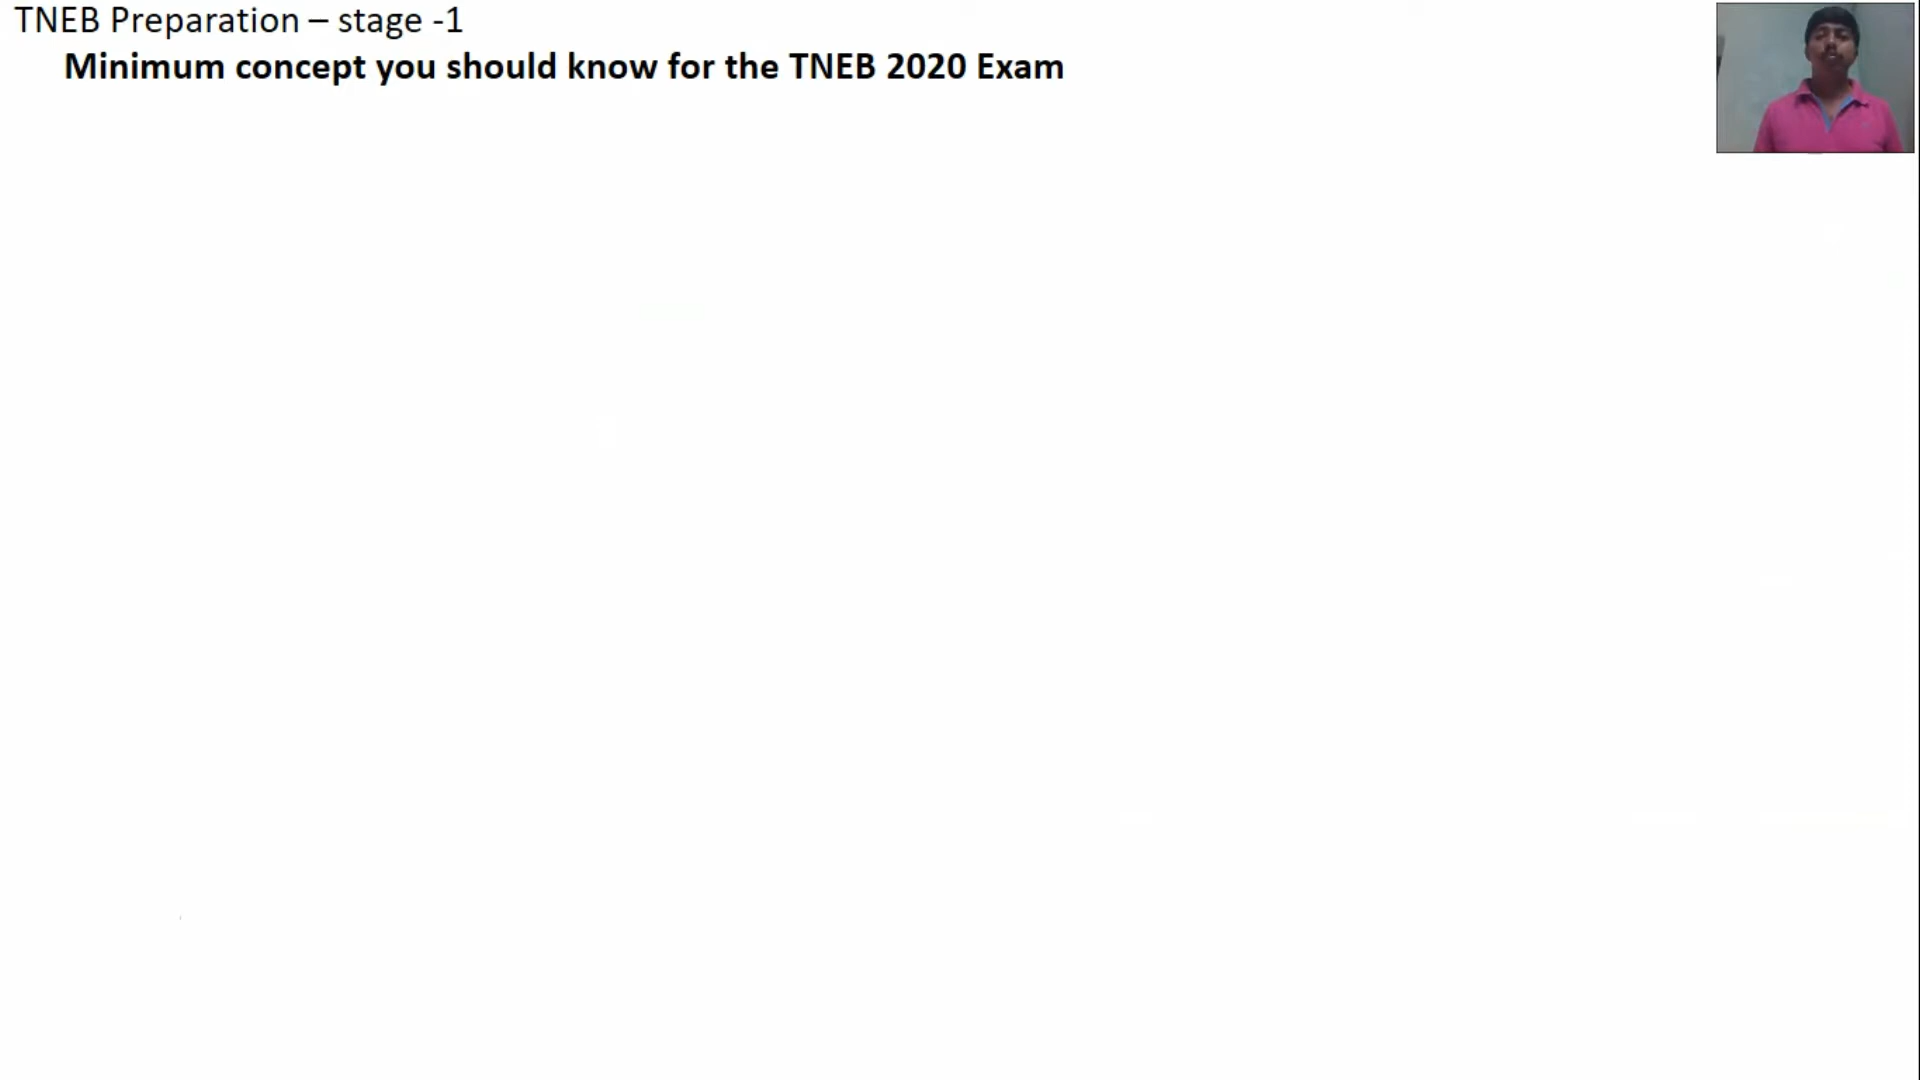 TNEB Preparation – stage -1
Minimum concept you should know for the TNEB 2020 Exam